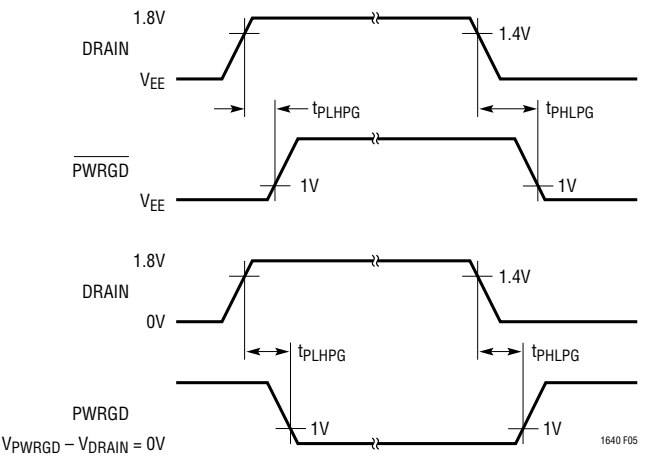 1.8V
DRAIN
1.4V
VEE
tPLHPG
tPHLPG
PWRGD
1V
1V
VEE
1.8V
DRAIN
1.4V
0V
tPLHPG
tPHLPG
PWRGD
1V
1V
VPWRGD – VDRAIN = 0V
1640 F05